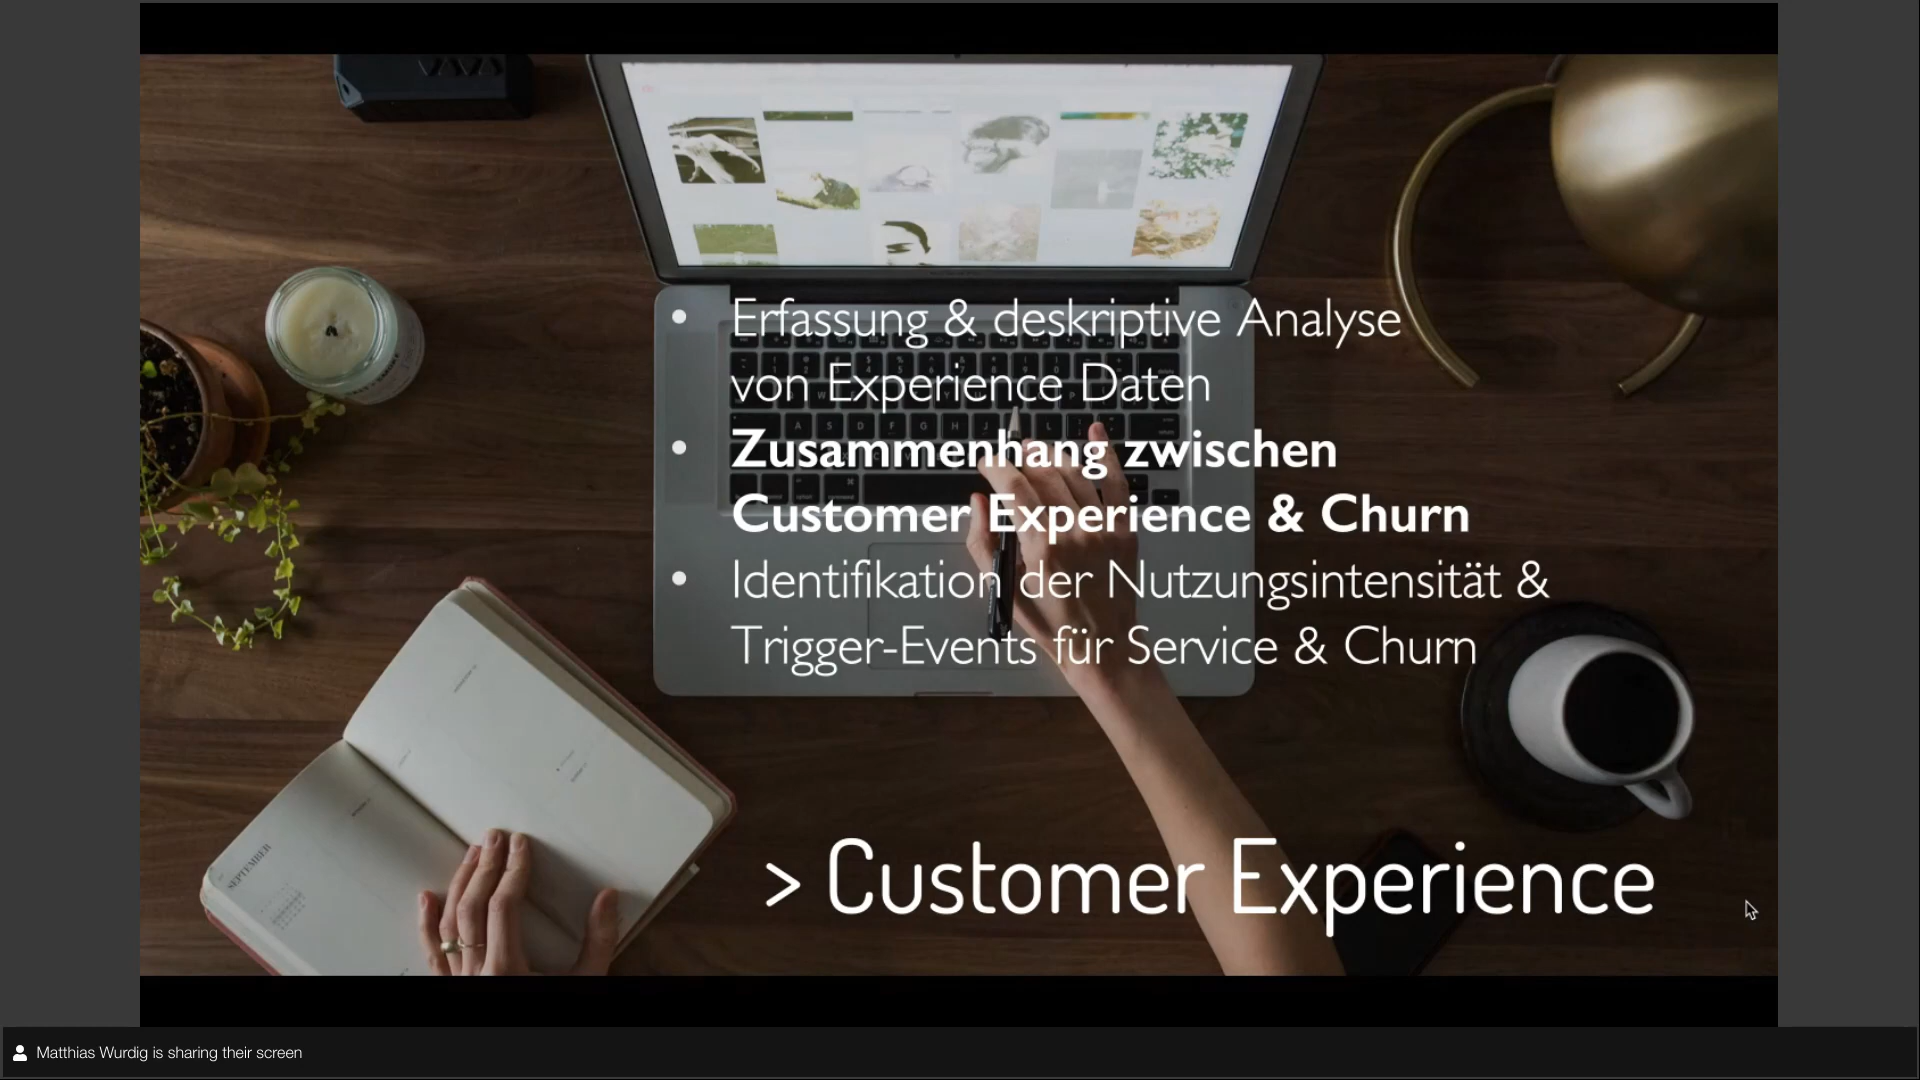 • Erfassung & deskriptive Analyse
von Experience Daten
• Zusammenhang zwischen
Customer Experience & Churn
• Identifikation der Nutzungsintensität &
Trigger-Events für Service & Churn
SEPTEMBER
> Customer Experience
Matthias Wurdig is sharing their screen